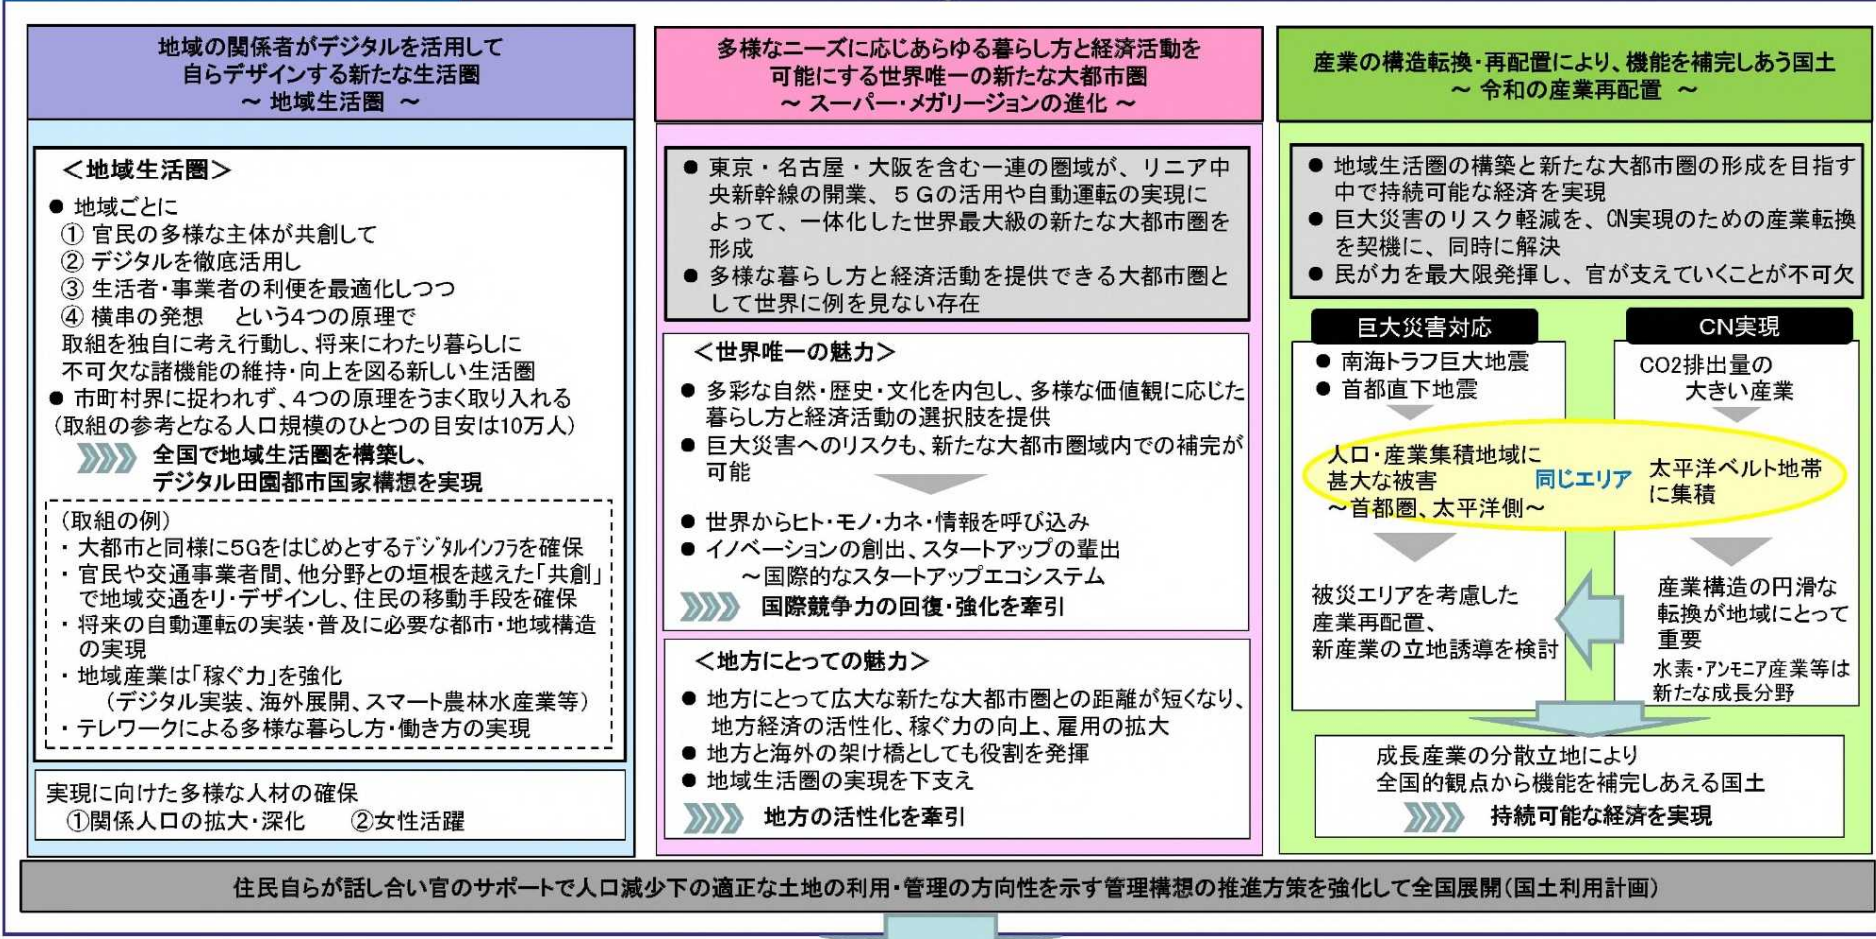 地域の関係者がデジタルを活用して
自らデザインする新たな生活圏
～ 地域生活圏 ～
＜地域生活圏＞
● 地域ごとに
① 官民の多様な主体が共創して
② デジタルを徹底活用し
③ 生活者・事業者の利便を最適化しつつ
④ 横串の発想　という4つの原理で
取組を独自に考え行動し、将来にわたり暮らしに
不可欠な諸機能の維持・向上を図る新しい生活圏
● 市町村界に捉われず、4つの原理をうまく取り入れる
(取組の参考となる人口規模のひとつの目安は10万人)
全国で地域生活圏を構築し、
デジタル田園都市国家構想を実現
(取組の例)
・ 大都市と同様に5Gをはじめとするデジタルインフラを確保
・ 官民や交通事業者間、他分野との垣根を越えた「共創」
で地域交通をリ・デザインし、住民の移動手段を確保
・ 将来の自動運転の実装・普及に必要な都市・地域構造
の実現
・ 地域産業は「稼ぐ力」を強化
(デジタル実装、海外展開、スマート農林水産業等)
・ テレワークによる多様な暮らし方・働き方の実現
実現に向けた多様な人材の確保
①関係人口の拡大・深化　②女性活躍
多様なニーズに応じあらゆる暮らし方と経済活動を
可能にする世界唯一の新たな大都市圏
～ スーパー・メガリージョンの進化 ～
● 東京・名古屋・大阪を含む一連の圏域が、リニア中
央新幹線の開業、５Gの活用や自動運転の実現に
よって、一体化した世界最大級の新たな大都市圏を
形成
● 多様な暮らし方と経済活動を提供できる大都市圏と
して世界に例を見ない存在
＜世界唯一の魅力＞
● 多彩な自然・歴史・文化を内包し、多様な価値観に応じた
暮らし方と経済活動の選択肢を提供
● 巨大災害へのリスクも、新たな大都市圏域内での補完が
可能
● 世界からヒト・モノ・カネ・情報を呼び込み
● イノベーションの創出、スタートアップの輩出
～国際的なスタートアップエコシステム
国際競争力の回復・強化を牽引
＜地方にとっての魅力＞
● 地方にとって広大な新たな大都市圏との距離が短くなり、
地方経済の活性化、稼ぐ力の向上、雇用の拡大
● 地方と海外の架け橋としても役割を発揮
● 地域生活圏の実現を下支え
地方の活性化を牽引
産業の構造転換・再配置により、機能を補完しあう国土
～ 令和の産業再配置 ～
● 地域生活圏の構築と新たな大都市圏の形成を目指す
中で持続可能な経済を実現
● 巨大災害のリスク軽減を、CN実現のための産業転換
を契機に、同時に解決
● 民が力を最大限発揮し、官が支えていくことが不可欠
巨大災害対応
● 南海トラフ巨大地震
● 首都直下地震
人口・産業集積地域に
甚大な被害
～首都圏、太平洋側～
被災エリアを考慮した
産業再配置、
新産業の立地誘導を検討
同じエリア
CN実現
CO2排出量の
大きい産業
太平洋ベルト地帯
に集積
産業構造の円滑な
転換が地域にとって
重要
水素・アンモニア産業等は
新たな成長分野
成長産業の分散立地により
全国的観点から機能を補完しあえる国土
持続可能な経済を実現
住民自らが話し合い官のサポートで人口減少下の適正な土地の利用・管理の方向性を示す管理構想の推進方策を強化して全国展開(国土利用計画)